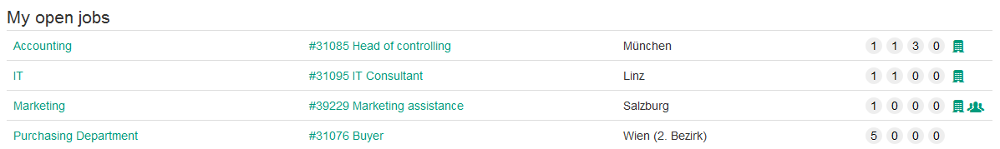 My open jobs
Accounting #31085 Head of controlling München 1 1 3 0
IT #31095 IT Consultant Linz 1 1 0 0
Marketing #39229 Marketing assistance Salzburg 1 0 0 0
Purchasing Department #31076 Buyer Wien (2. Bezirk) 5 0 0 0